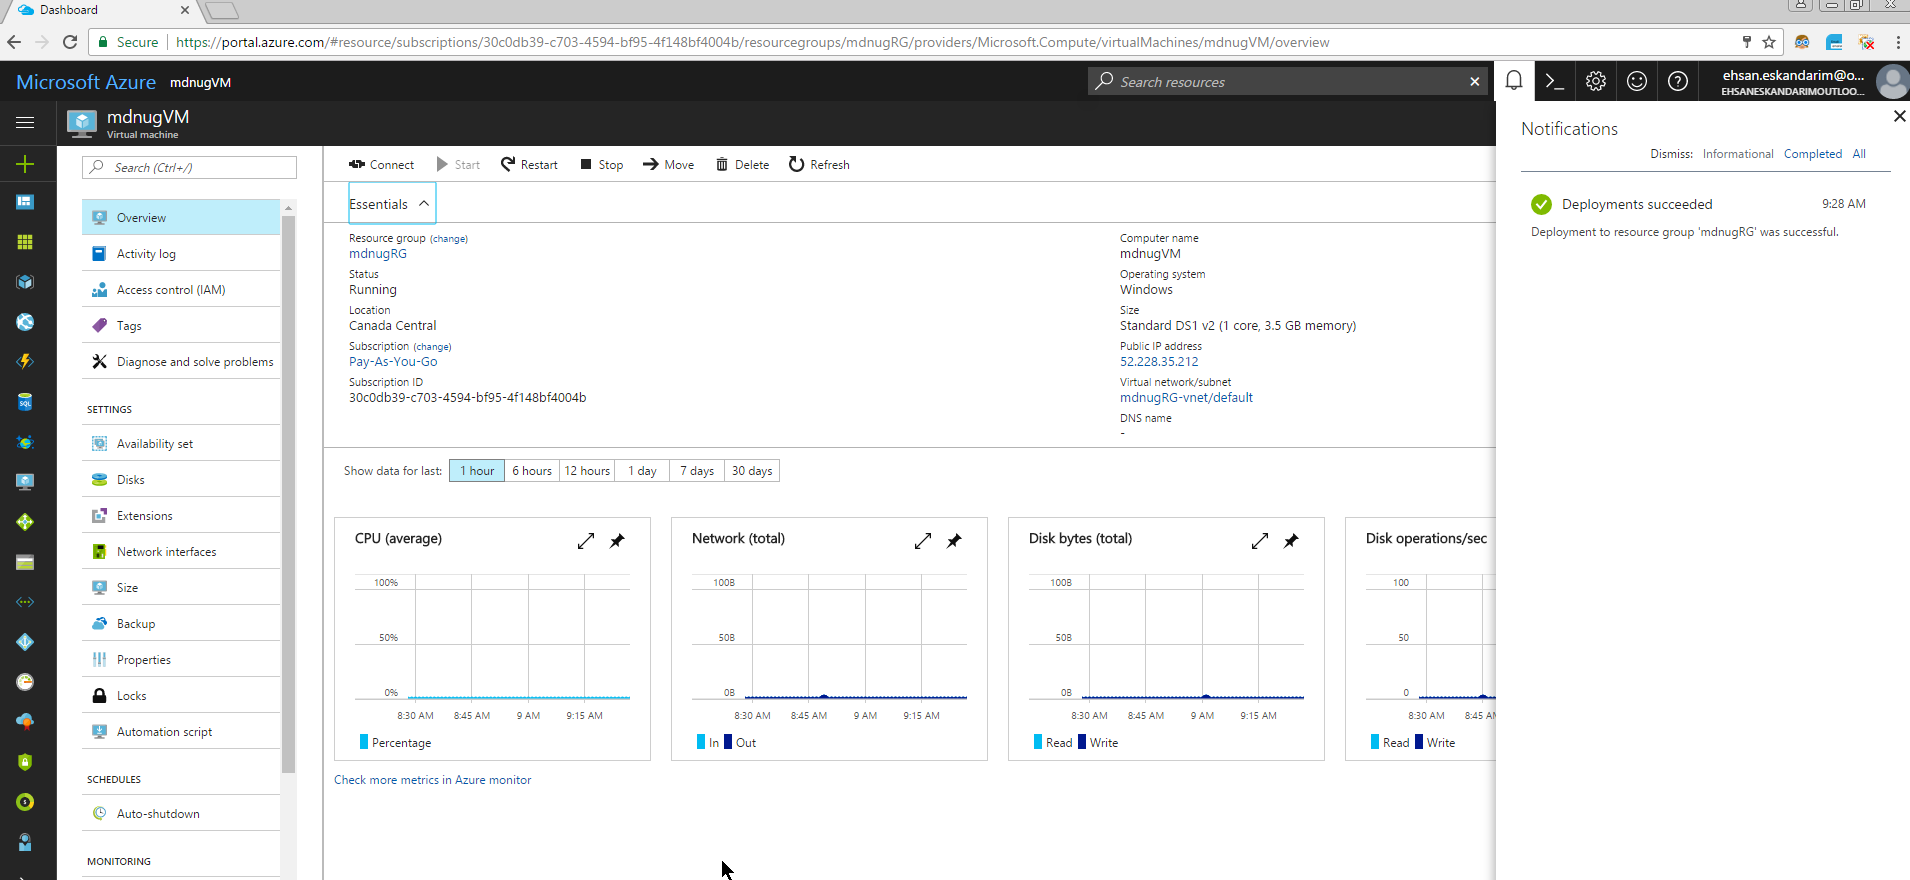 Dashboard
Secure | https://portal.azure.com/#resource/subscriptions/30c0db39-c703-4594-bf95-4f148bf4004b/resourcegroups/mdnugRG/providers/Microsoft.Compute/virtualMachines/mdnugVM/overview
Microsoft Azure mdnugVM
Search resources
ehsan.eskandarim@o...
EHSANESKANDARIMOUTLOO...
mdnugVM
Virtual machine
Search (Ctrl+/)
Overview
Activity log
Access control (IAM)
Tags
Diagnose and solve problems
SETTINGS
Availability set
Disks
Extensions
Network interfaces
Size
Backup
Properties
Locks
Automation script
SCHEDULES
Auto-shutdown
MONITORING
Connect Start Restart Stop Move Delete Refresh
Essentials
Resource group (change)
mdnugRG
Status
Running
Location
Canada Central
Subscription (change)
Pay-As-You-Go
Subscription ID
30c0db39-c703-4594-bf95-4f148bf4004b
Computer name
mdnugVM
Operating system
Windows
Size
Standard DS1 v2 (1 core, 3.5 GB memory)
Public IP address
52.228.35.212
Virtual network/subnet
mdnugRG-vnet/default
DNS name
-
Show data for last: 1 hour 6 hours 12 hours 1 day 7 days 30 days
CPU (average)
100%
50%
0%
8:30 AM 8:45 AM 9 AM 9:15 AM
Percentage
Network (total)
100B
50B
0B
8:30 AM 8:45 AM 9 AM 9:15 AM
In Out
Disk bytes (total)
100B
50B
0B
8:30 AM 8:45 AM 9 AM 9:15 AM
Read Write
Disk operations/sec
100
50
0
8:30 AM 8:45 AM
Read Write
Check more metrics in Azure monitor
Notifications
Dismiss: Informational Completed All
Deployments succeeded 9:28 AM
Deployment to resource group 'mdnugRG' was successful.